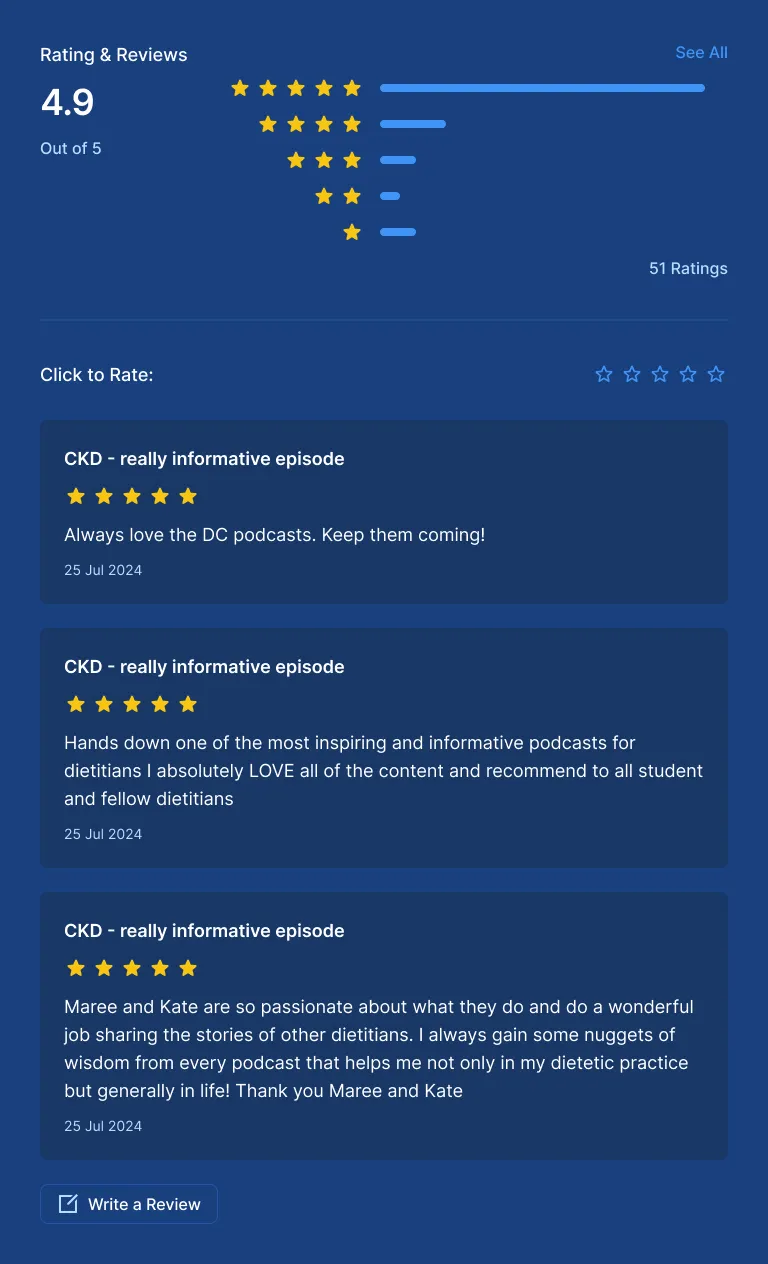 Rating & Reviews
See All
4.9
Out of 5
51 Ratings
Click to Rate:
CKD - really informative episode
Always love the DC podcasts. Keep them coming!
25 Jul 2024
CKD - really informative episode
Hands down one of the most inspiring and informative podcasts for
dietitians I absolutely LOVE all of the content and recommend to all student
and fellow dietitians
25 Jul 2024
CKD - really informative episode
Maree and Kate are so passionate about what they do and do a wonderful
job sharing the stories of other dietitians. I always gain some nuggets of
wisdom from every podcast that helps me not only in my dietetic practice
but generally in life! Thank you Maree and Kate
25 Jul 2024
Write a Review